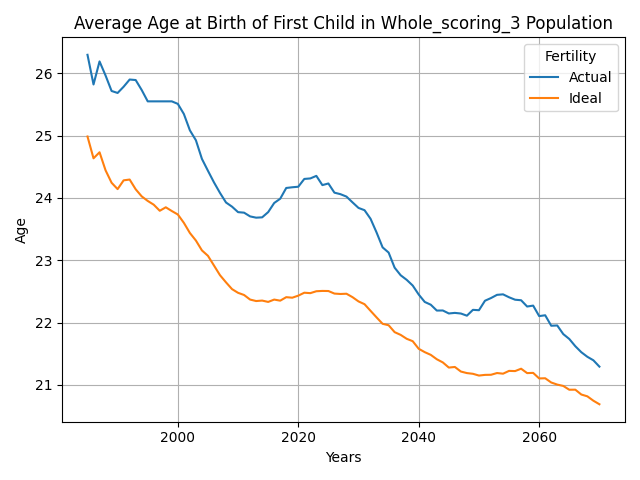 Average Age at Birth of First Child in Whole_scoring_3 Population
Fertility
Actual
Ideal
Age
26
25
24
23
22
21
2000 2020 2040 2060
Years